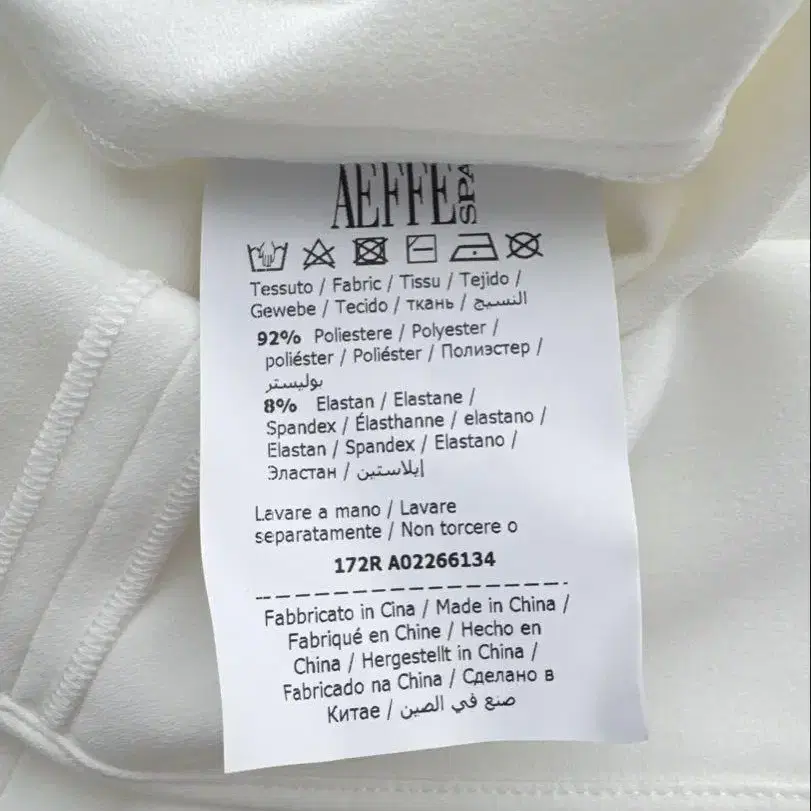 AEFFE SPA
Tessuto / Fabric / Tissu / Tejido /
Gewebe / Tecido / ткань / النسيج
92% Poliestere / Polyester /
poliéster / Poliéster / Полиэстер /
بوليستر
8% Elastan / Elastane /
Spandex / Élasthanne / elastano /
Elastan / Spandex / Elastano /
Эластан / إيلاستين
Lavare a mano / Lavare
separatamente / Non torcere o
172R A02266134
Fabbricato in Cina / Made in China /
Fabriqué en Chine / Hecho en
China / Hergestellt in China /
Fabricado na China / Сделано в
Китае / صنع في الصين